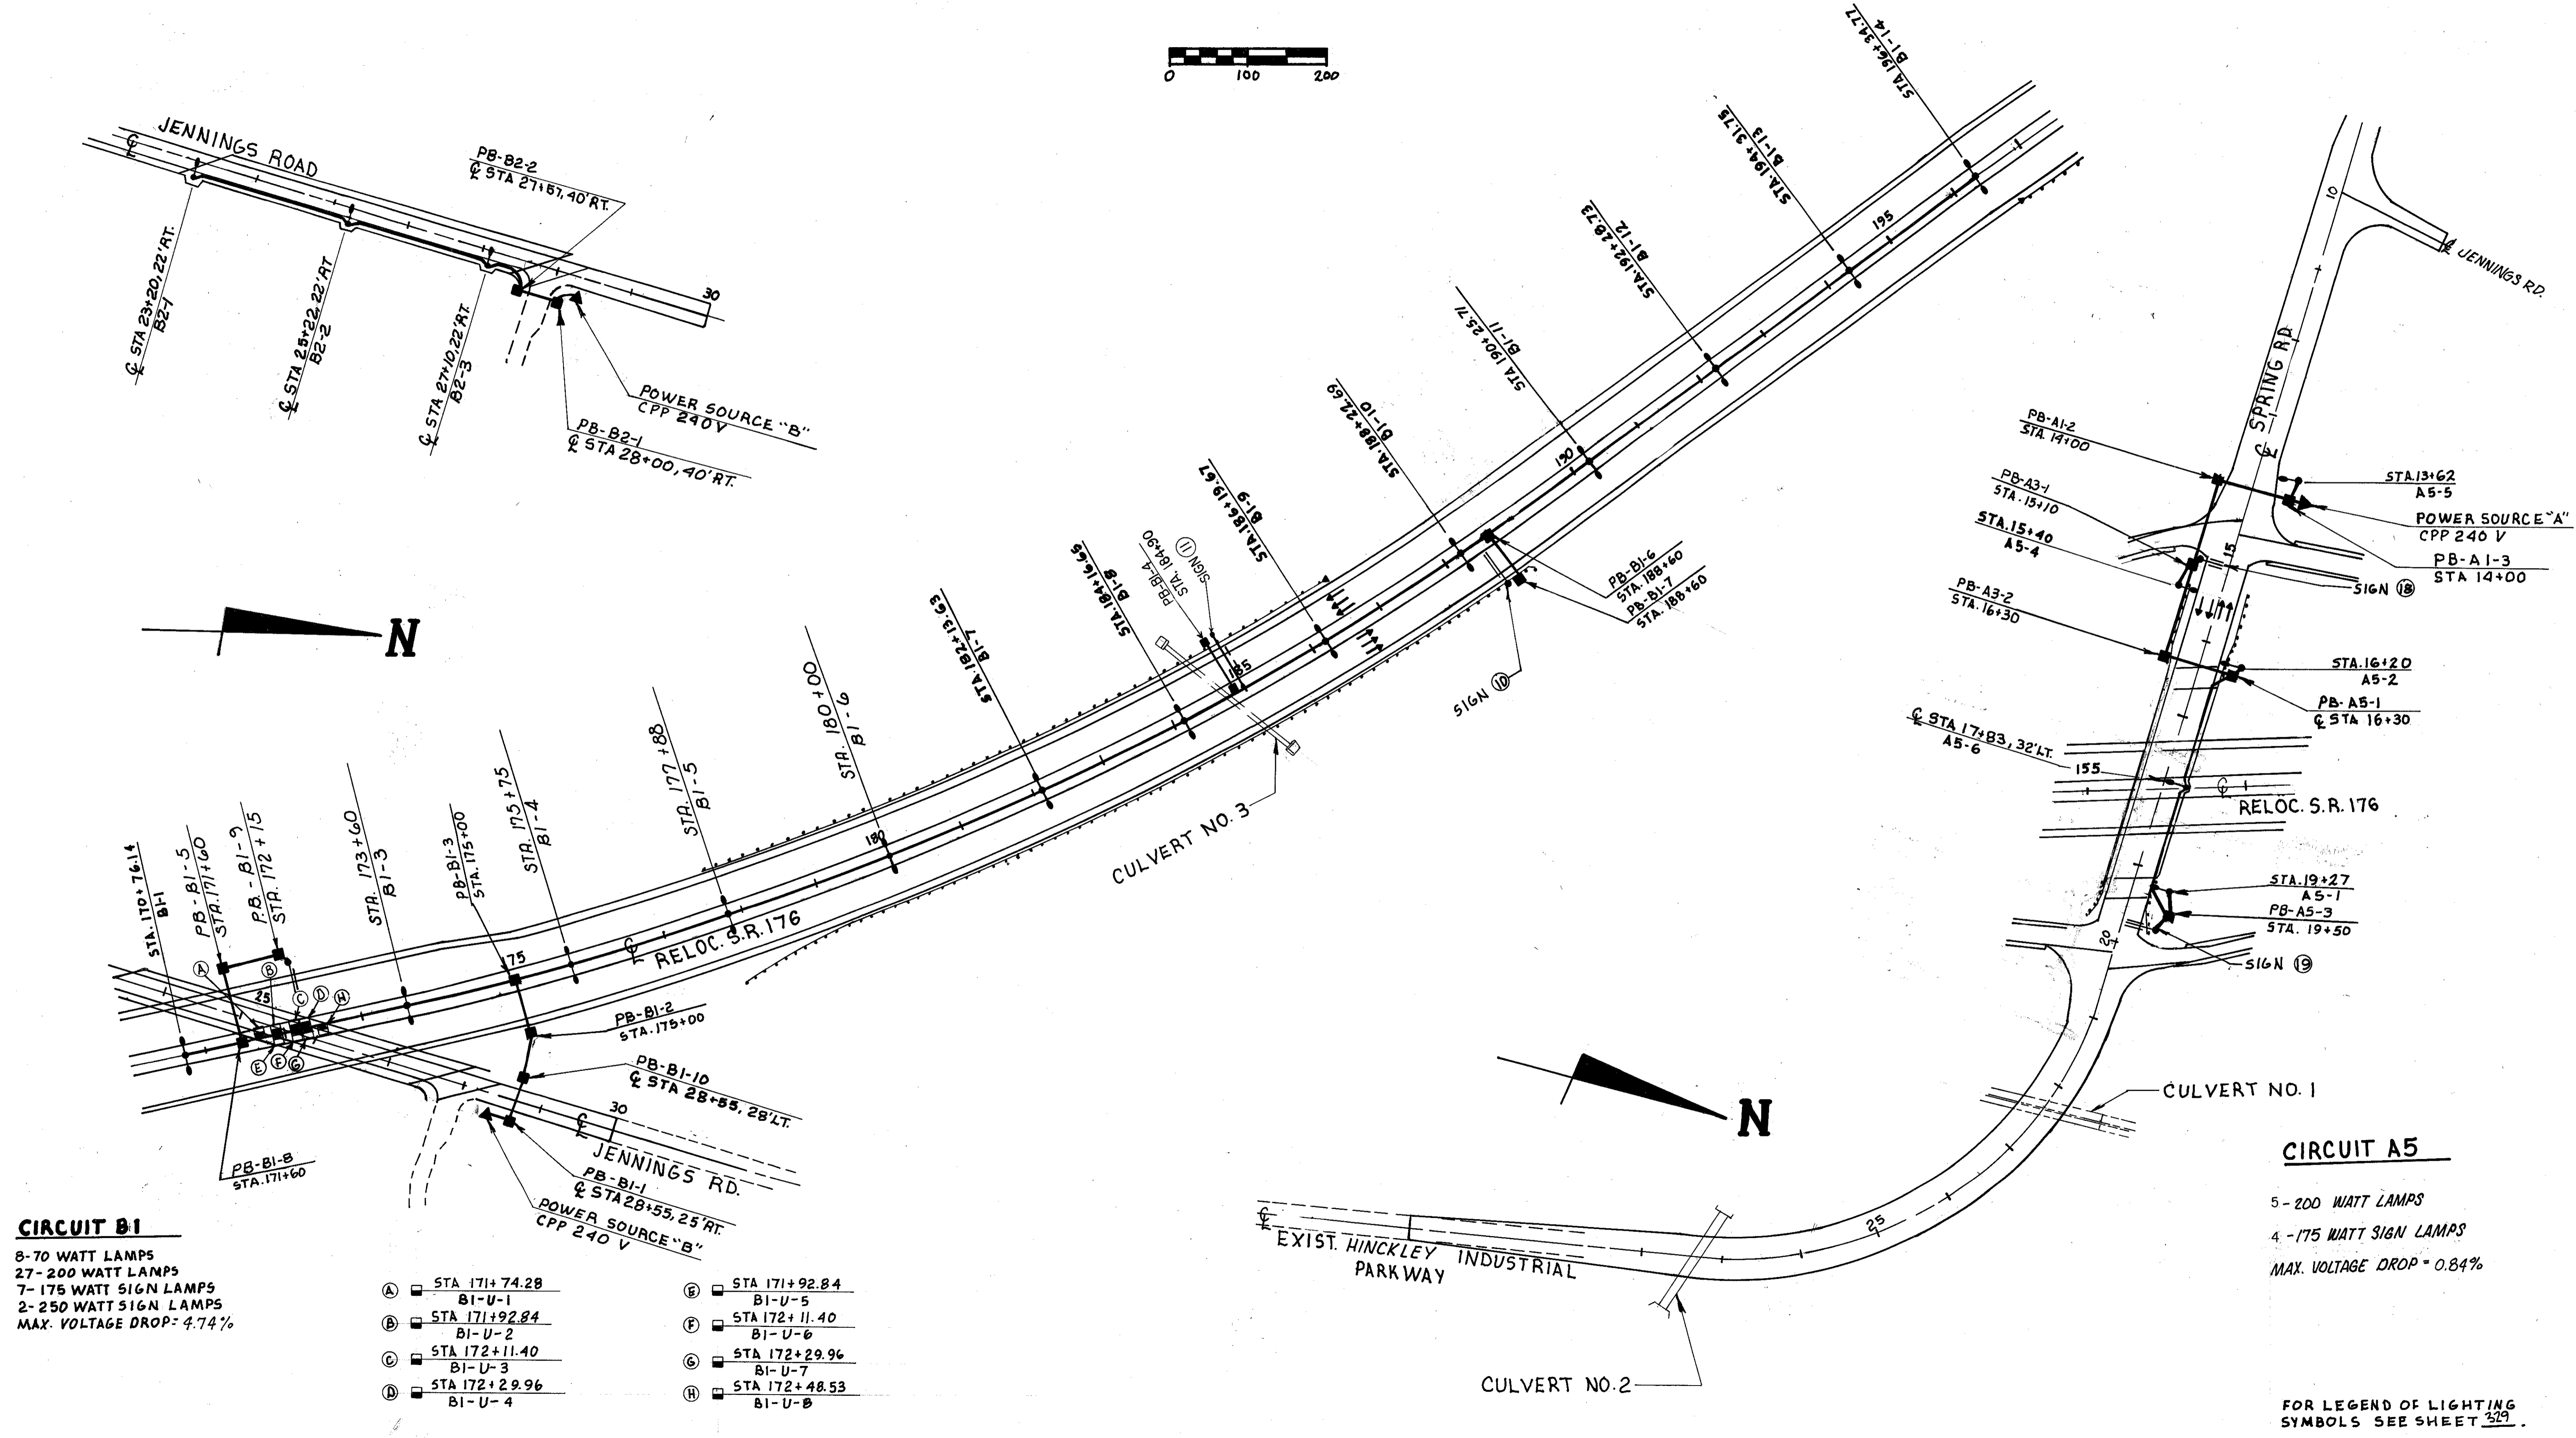 0 100 200
JENNINGS ROAD
℄
PB-B2-2
℄ STA 27+57, 40' RT.
℄ STA 23+20, 22' RT.
B2-1
℄ STA 25+22, 22' RT
B2-2
℄ STA 27+10, 22' RT.
B2-3
30
POWER SOURCE "B"
CPP 240 V
PB-B2-1
℄ STA 28+00, 40' RT.
N
STA. 170+76.14
B1-1
PB-B1-5
STA. 171+60
P.B.-B1-9
STA. 172+15
STA. 173+60
B1-3
PB-B1-3
STA. 175+00
STA. 175+75
B1-4
STA. 177+88
B1-5
STA. 180+00
B1-6
STA. 182+13.63
B1-7
STA. 184+16.65
B1-8
PB-B1-4
STA. 184+90
SIGN 11
STA. 186+19.67
B1-9
STA. 188+22.69
B1-10
STA 190+25.71
B1-11
STA. 192+28.73
B1-12
STA. 194+31.75
B1-13
STA 196+34.77
B1-14
175
180
185
190
195
PB-B1-6
STA. 188+60
PB-B1-7
STA. 188+60
SIGN 10
CULVERT NO. 3
℄
RELOC. S.R. 176
A
B
25
C
D
H
E
F
G
PB-B1-2
STA. 175+00
PB-B1-10
℄ STA 28+55, 28' LT.
30
℄
JENNINGS RD.
PB-B1-1
℄ STA 28+55, 25' RT.
POWER SOURCE "B"
CPP 240 V
PB-B1-8
STA. 171+60
CIRCUIT B1
8-70 WATT LAMPS
27-200 WATT LAMPS
7-175 WATT SIGN LAMPS
2-250 WATT SIGN LAMPS
MAX. VOLTAGE DROP= 4.74%
A STA 171+74.28
B1-U-1
B STA 171+92.84
B1-U-2
C STA 172+11.40
B1-U-3
D STA 172+29.96
B1-U-4
E STA 171+92.84
B1-U-5
F STA 172+11.40
B1-U-6
G STA 172+29.96
B1-U-7
H STA 172+48.53
B1-U-8
10
℄ JENNINGS RD.
℄ SPRING RD
PB-A1-2
STA. 14+00
PB-A3-1
STA. 15+10
STA. 15+40
A5-4
PB-A3-2
STA. 16+30
STA. 13+62
A5-5
POWER SOURCE "A"
CPP 240 V
PB-A1-3
STA 14+00
15
SIGN 18
STA. 16+20
A5-2
PB-A5-1
℄ STA 16+30
℄ STA 17+83, 32' LT.
A5-6
155
℄
RELOC. S.R. 176
STA. 19+27
A5-1
PB-A5-3
STA. 19+50
20
SIGN 19
N
CULVERT NO. 1
25
℄
EXIST. HINCKLEY INDUSTRIAL
PARKWAY
CULVERT NO. 2
CIRCUIT A5
5-200 WATT LAMPS
4-175 WATT SIGN LAMPS
MAX. VOLTAGE DROP = 0.84%
FOR LEGEND OF LIGHTING
SYMBOLS SEE SHEET 329.